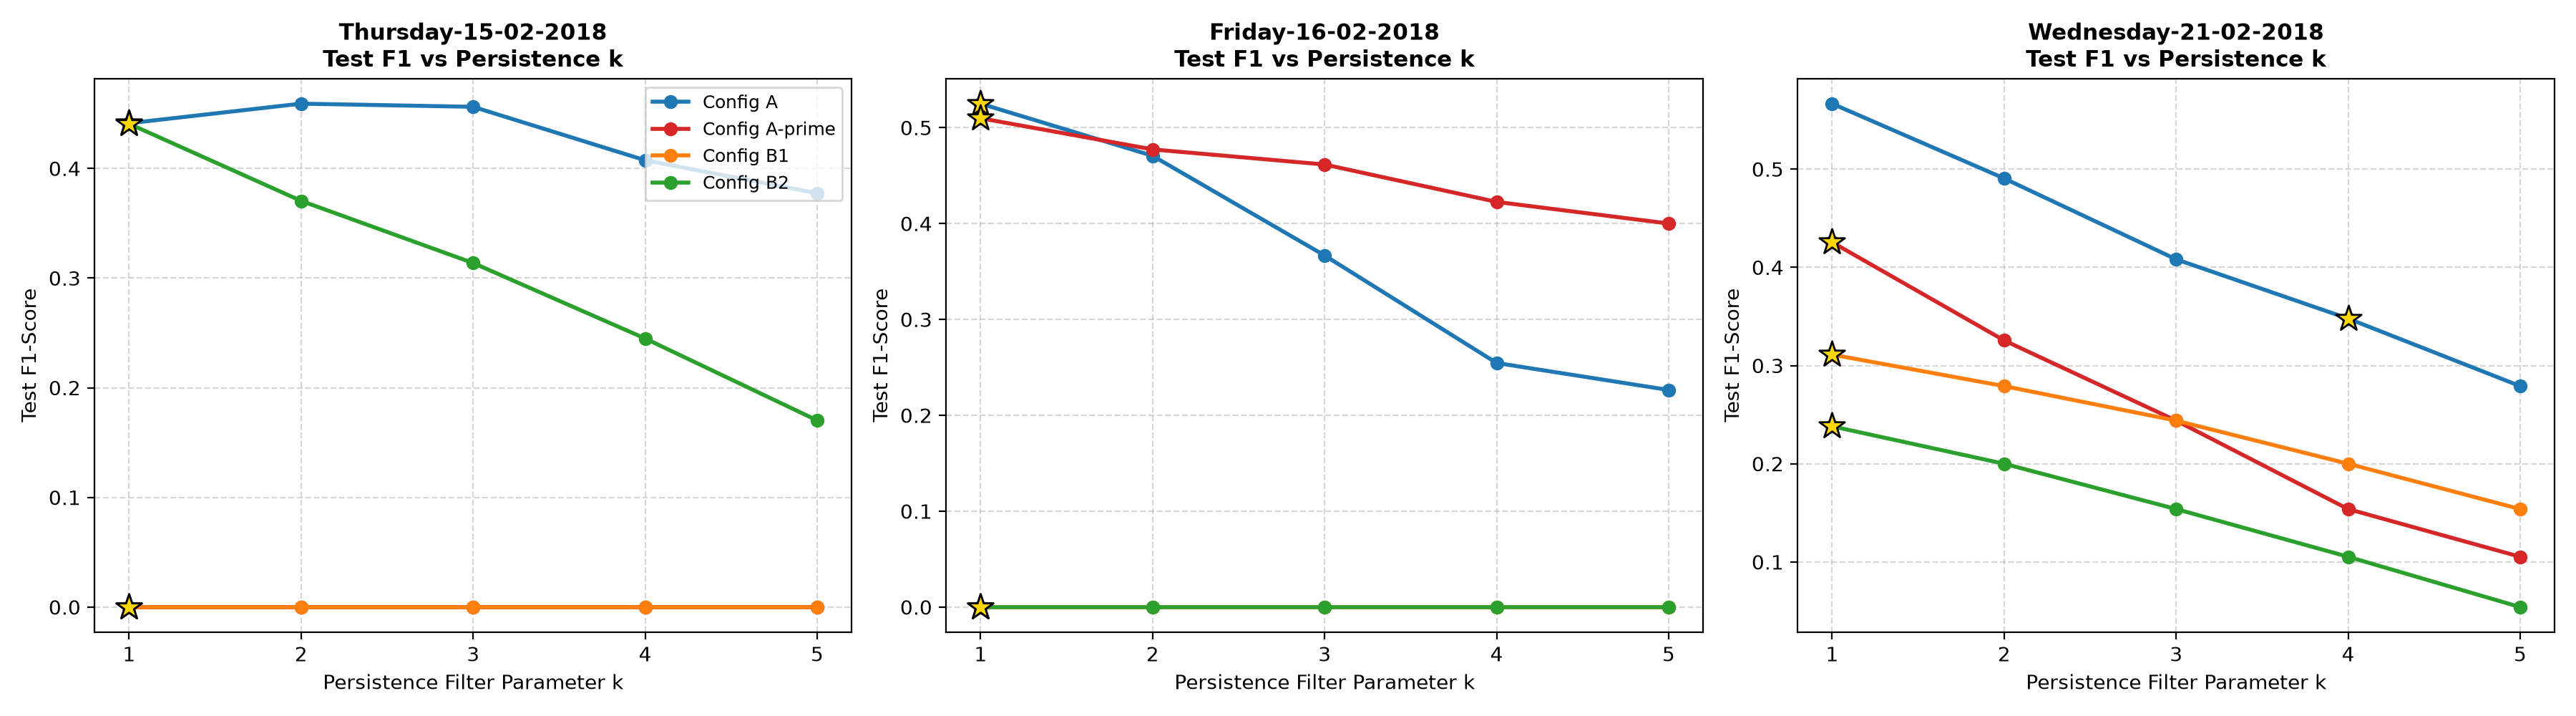 Thursday-15-02-2018
Test F1 vs Persistence k
Test F1-Score
0.4
0.3
0.2
0.1
0.0
Config A
Config A-prime
Config B1
Config B2
1 2 3 4 5
Persistence Filter Parameter k
Friday-16-02-2018
Test F1 vs Persistence k
Test F1-Score
0.5
0.4
0.3
0.2
0.1
0.0
1 2 3 4 5
Persistence Filter Parameter k
Wednesday-21-02-2018
Test F1 vs Persistence k
Test F1-Score
0.5
0.4
0.3
0.2
0.1
1 2 3 4 5
Persistence Filter Parameter k